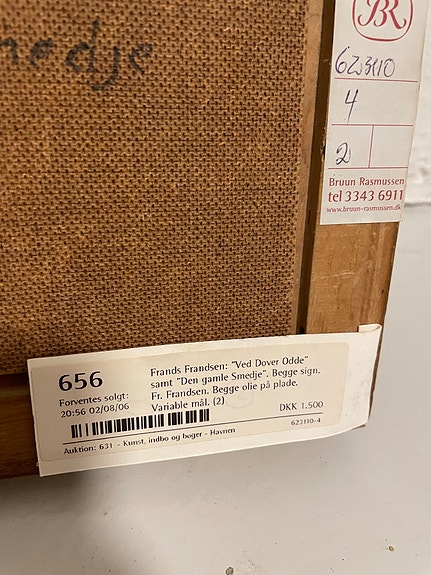 medje
BR
623110
4
2
Bruun Rasmussen
tel 3343 6911
www.bruun-rasmussen.dk
656
Forventes solgt:
20:56 02/08/06
Frands Frandsen: "Ved Dover Odde"
samt "Den gamle Smedje". Begge sign.
Fr. Frandsen. Begge olie på plade.
Variable mål. (2)
DKK 1.500
623110-4
Auktion: 631 - Kunst, indbo og bøger - Havnen